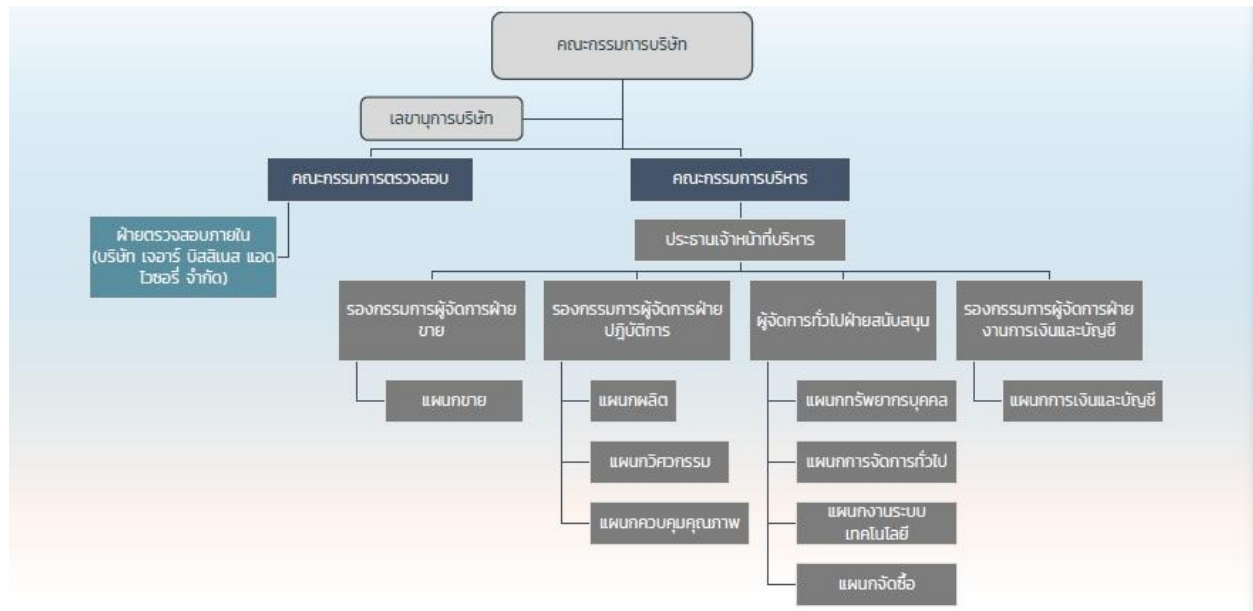 คณะกรรมการบริษัท
เลขานุการบริษัท
คณะกรรมการตรวจสอบ
คณะกรรมการบริหาร
ฝ่ายตรวจสอบภายใน
(บริษัท เจอาร์ บิสสิเนส แอด
ไวซอรี่ จำกัด)
ประธานเจ้าหน้าที่บริหาร
รองกรรมการผู้จัดการฝ่าย
ขาย
รองกรรมการผู้จัดการฝ่าย
ปฎิบัติการ
ผู้จัดการทั่วไปฝ่ายสนับสนุน
รองกรรมการผู้จัดการฝ่าย
งานการเงินและบัญชี
แผนกขาย
แผนกผลิต
แผนกวิศวกรรม
แผนกควบคุมคุณภาพ
แผนกทรัพยากรบุคคล
แผนกการจัดการทั่วไป
แผนกงานระบบ
เทคโนโลยี
แผนกจัดซื้อ
แผนกการเงินและบัญชี